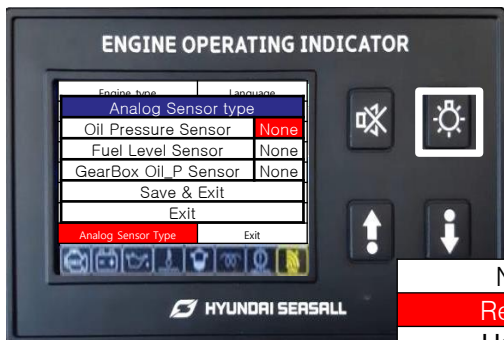 ENGINE OPERATING INDICATOR
Engine type Language
Analog Sensor type
Oil Pressure Sensor None
Fuel Level Sensor None
GearBox Oil_P Sensor None
Save & Exit
Exit
Analog Sensor Type Exit
HYUNDAI SEASALL